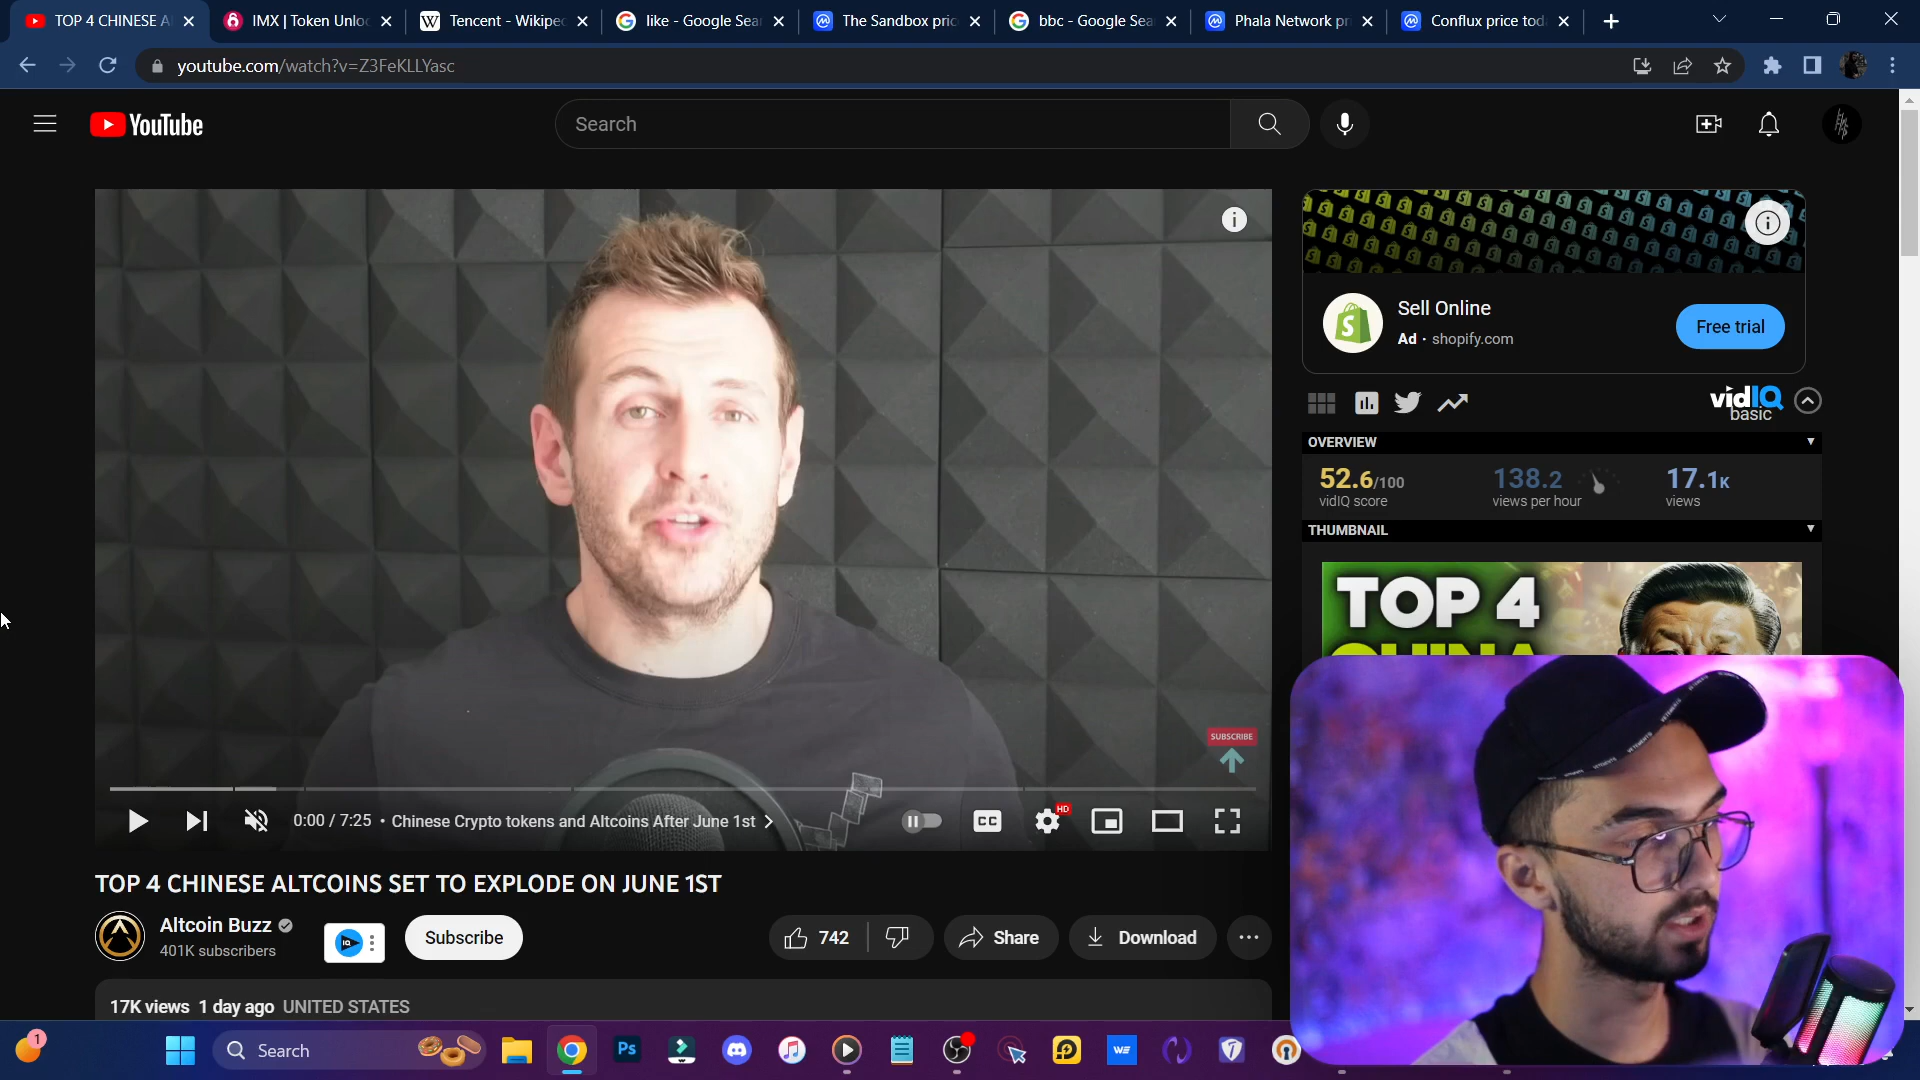 TOP 4 CHINESE A
IMX | Token Unlo
Tencent - Wikipe
like - Google Sea
The Sandbox pric
bbc - Google Sea
Phala Network pr
Conflux price tod
youtube.com/watch?v=Z3FeKLLYasc
YouTube
Search
Sell Online
Ad · shopify.com
Free trial
vidIQ
basic
OVERVIEW
52.6/100
138.2
17.1K
vidIQ score
views per hour
views
THUMBNAIL
TOP 4
CHINA
SUBSCRIBE
0:00 / 7:25 • Chinese Crypto tokens and Altcoins After June 1st
CC
HD
TOP 4 CHINESE ALTCOINS SET TO EXPLODE ON JUNE 1ST
Altcoin Buzz
401K subscribers
Subscribe
742
Share
Download
17K views 1 day ago UNITED STATES
1
Search
Ps
WE